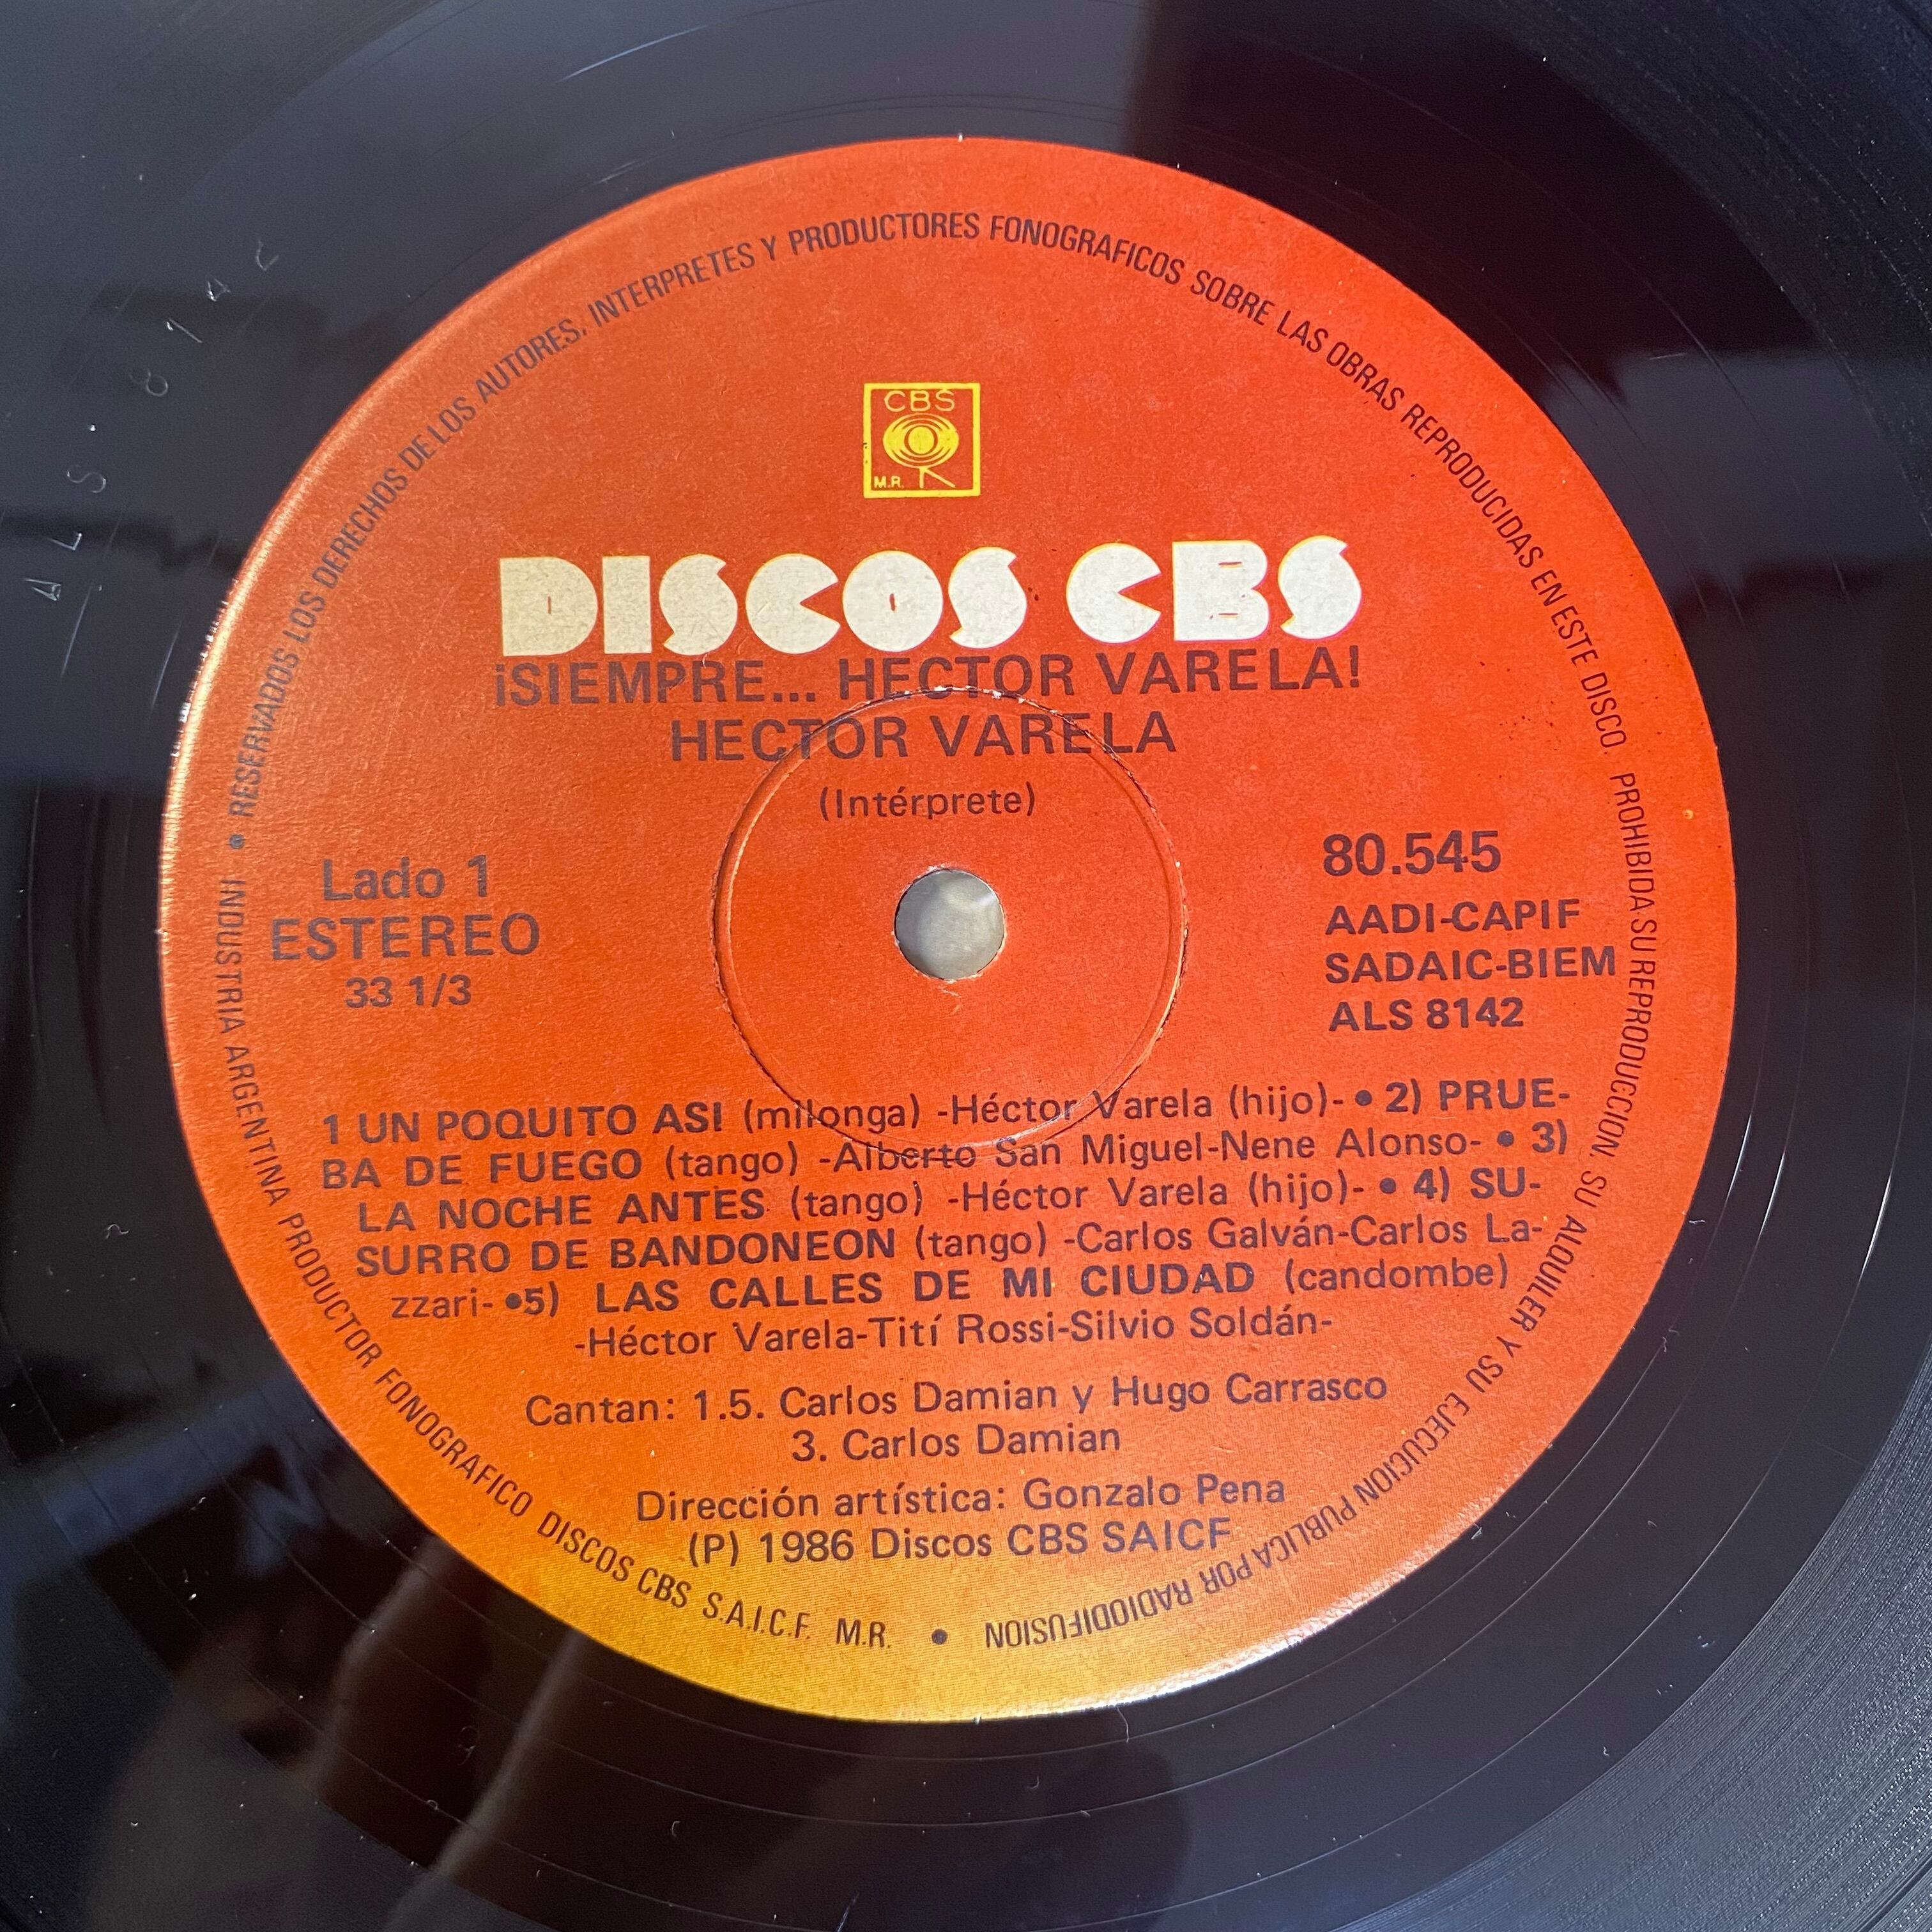 RESERVADOS LOS DERECHOS DE LOS AUTORES, INTERPRETES Y PRODUCTORES FONOGRAFICOS SOBRE LAS OBRAS REPRODUCIDAS EN ESTE DISCO. PROHIBIDA SU REPRODUCCION, SU ALQUILER Y SU EJECUCION PUBLICA POR RADIODIFUSION
CBS
M.R.
DISCOS CBS
¡SIEMPRE... HECTOR VARELA!
HECTOR VARELA
(Intérprete)
Lado 1
ESTEREO
33 1/3
80.545
AADI-CAPIF
SADAIC-BIEM
ALS 8142
1 UN POQUITO ASI (milonga) -Héctor Varela (hijo)- • 2) PRUE-
BA DE FUEGO (tango) -Alberto San Miguel-Nene Alonso- • 3)
LA NOCHE ANTES (tango) -Héctor Varela (hijo)- • 4) SU-
SURRO DE BANDONEON (tango) -Carlos Galván-Carlos La-
zzari- •5) LAS CALLES DE MI CIUDAD (candombe)
-Héctor Varela-Tití Rossi-Silvio Soldán-
Cantan: 1.5. Carlos Damian y Hugo Carrasco
3. Carlos Damian
Dirección artística: Gonzalo Pena
(P) 1986 Discos CBS SAICF
• INDUSTRIA ARGENTINA PRODUCTOR FONOGRAFICO DISCOS CBS S.A.I.C.F. M.R. •
ALS. 8142